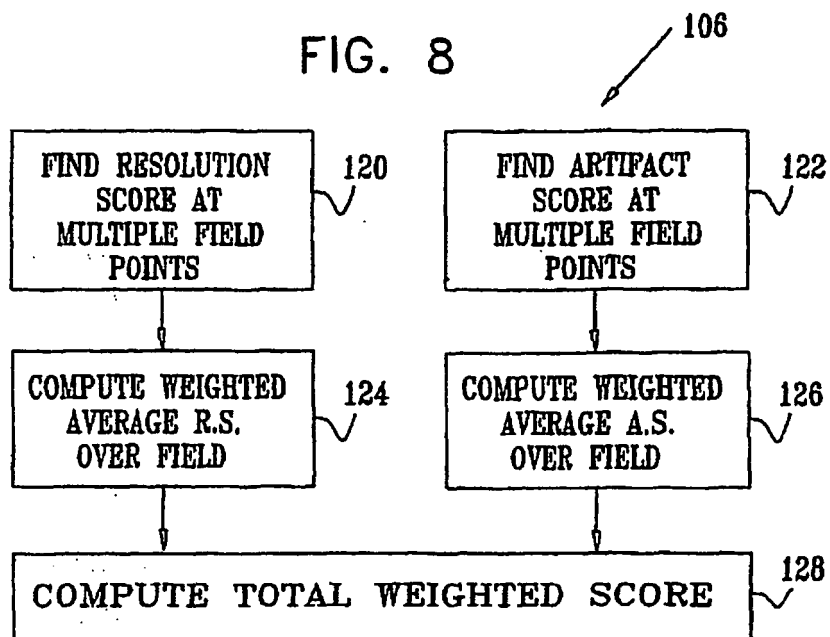 FIG. 8
106
FIND RESOLUTION
SCORE AT
MULTIPLE FIELD
POINTS
120
FIND ARTIFACT
SCORE AT
MULTIPLE FIELD
POINTS
122
COMPUTE WEIGHTED
AVERAGE R.S.
OVER FIELD
124
COMPUTE WEIGHTED
AVERAGE A.S.
OVER FIELD
126
COMPUTE TOTAL WEIGHTED SCORE
128